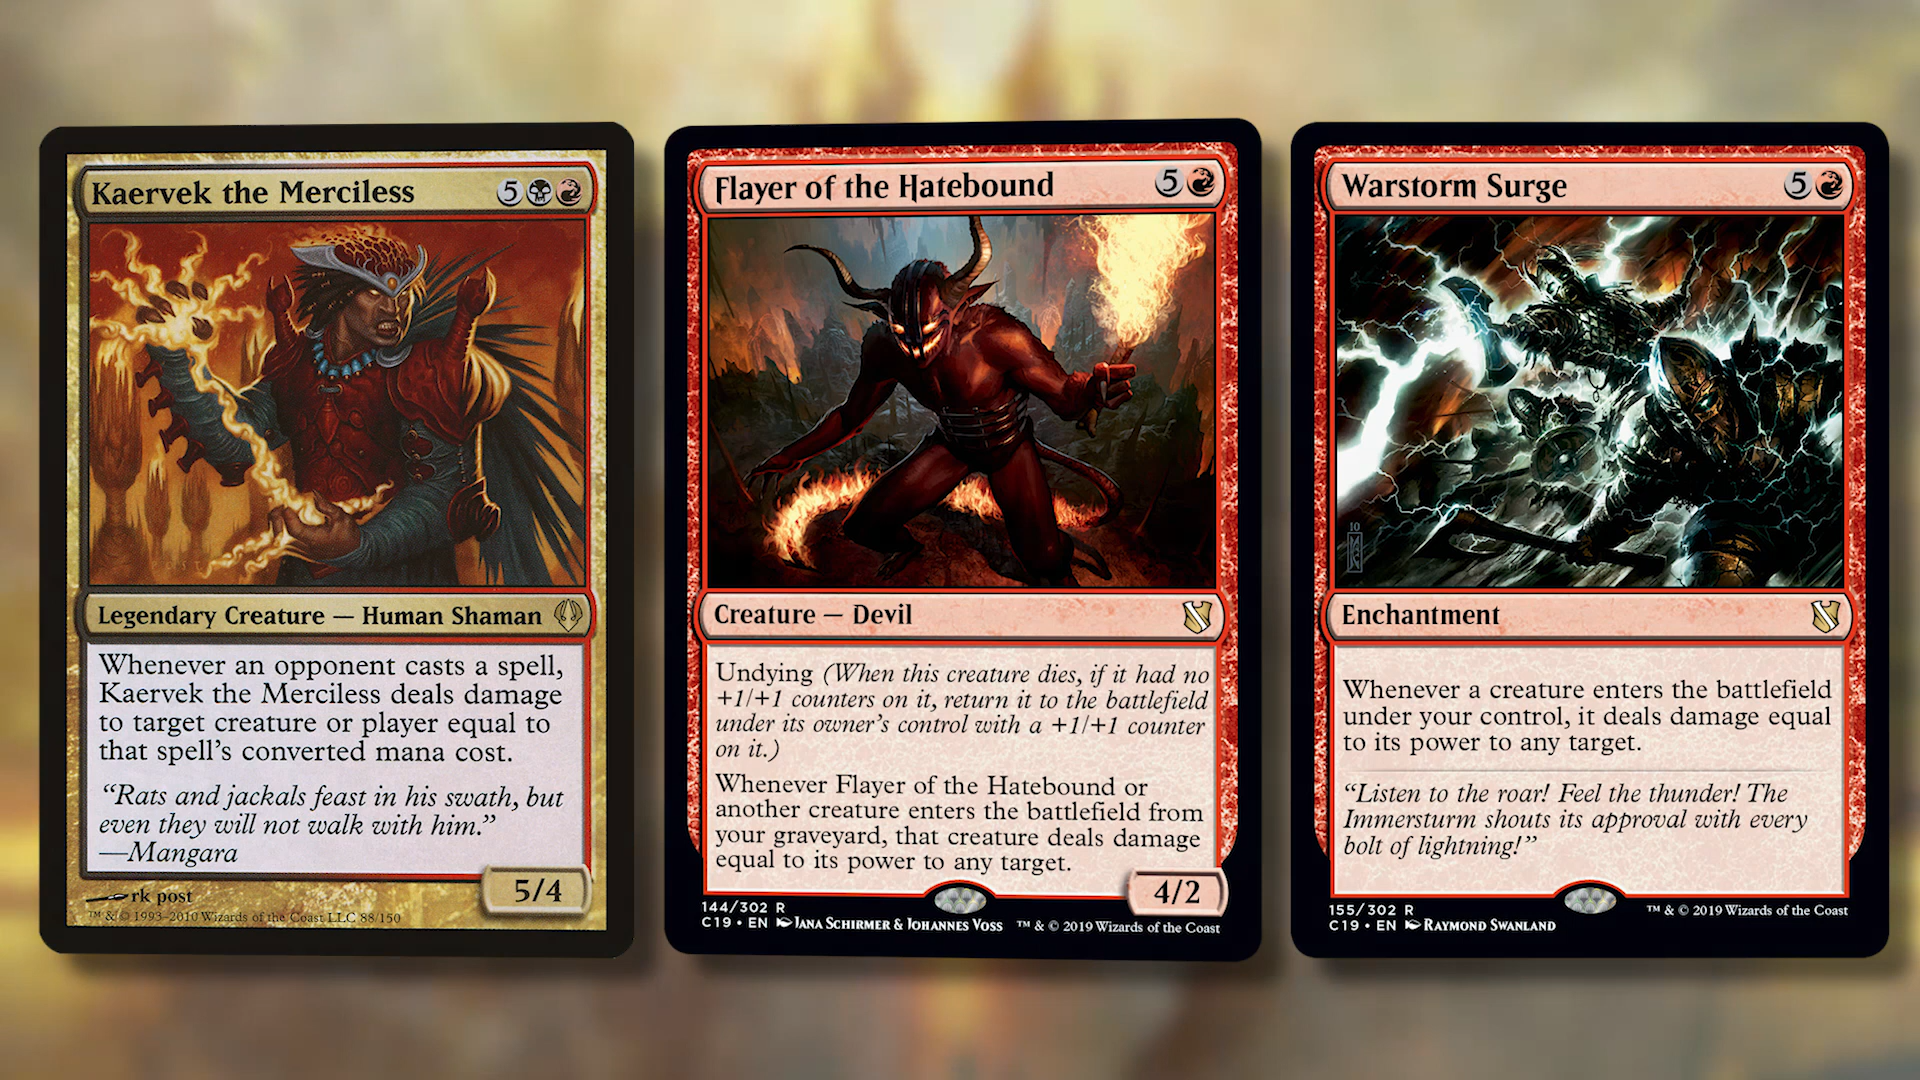 Kaervek the Merciless 5
Legendary Creature — Human Shaman
Whenever an opponent casts a spell,
Kaervek the Merciless deals damage
to target creature or player equal to
that spell's converted mana cost.
“Rats and jackals feast in his swath, but
even they will not walk with him.”
—Mangara
5/4
rk post
™ & © 1993–2010 Wizards of the Coast LLC 88/150
Flayer of the Hatebound 5
Creature — Devil
Undying (When this creature dies, if it had no
+1/+1 counters on it, return it to the battlefield
under its owner's control with a +1/+1 counter
on it.)
Whenever Flayer of the Hatebound or
another creature enters the battlefield from
your graveyard, that creature deals damage
equal to its power to any target.
4/2
144/302 R
C19 • EN Jana Schirmer & Johannes Voss ™ & © 2019 Wizards of the Coast
Warstorm Surge 5
10
Enchantment
Whenever a creature enters the battlefield
under your control, it deals damage equal
to its power to any target.
“Listen to the roar! Feel the thunder! The
Immersturm shouts its approval with every
bolt of lightning!”
155/302 R ™ & © 2019 Wizards of the Coast
C19 • EN Raymond Swanland